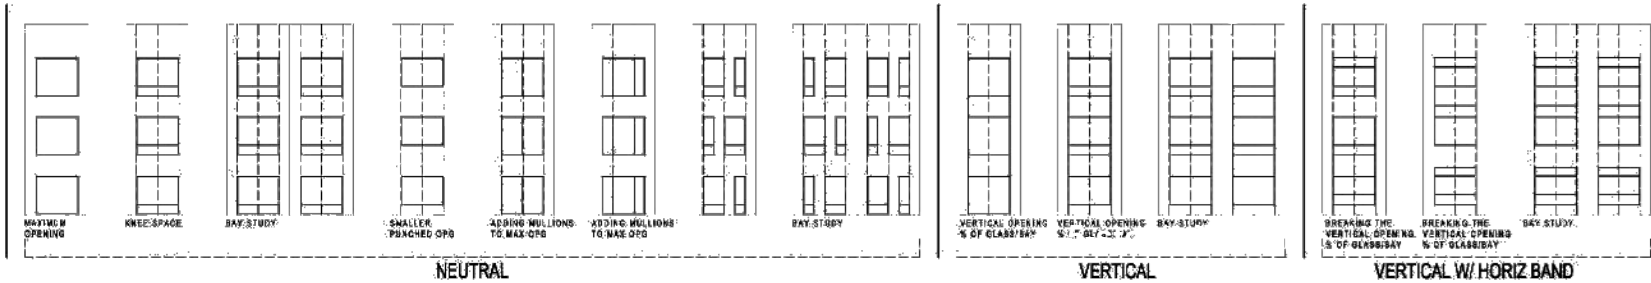 MAXIMUM
OPENING
KNEE SPACE
BAY STUDY
SMALLER
PUNCHED OPG
ADDING MULLIONS
TO MAX OPG
ADDING MULLIONS
TO MAX OPG
BAY STUDY
VERTICAL OPENING
% OF GLASS/BAY
VERTICAL OPENING
BAY STUDY
BREAKING THE
VERTICAL OPENING
% OF GLASS/BAY
BREAKING THE
VERTICAL OPENING
% OF GLASS/BAY
BAY STUDY
NEUTRAL
VERTICAL
VERTICAL W/ HORIZ BAND